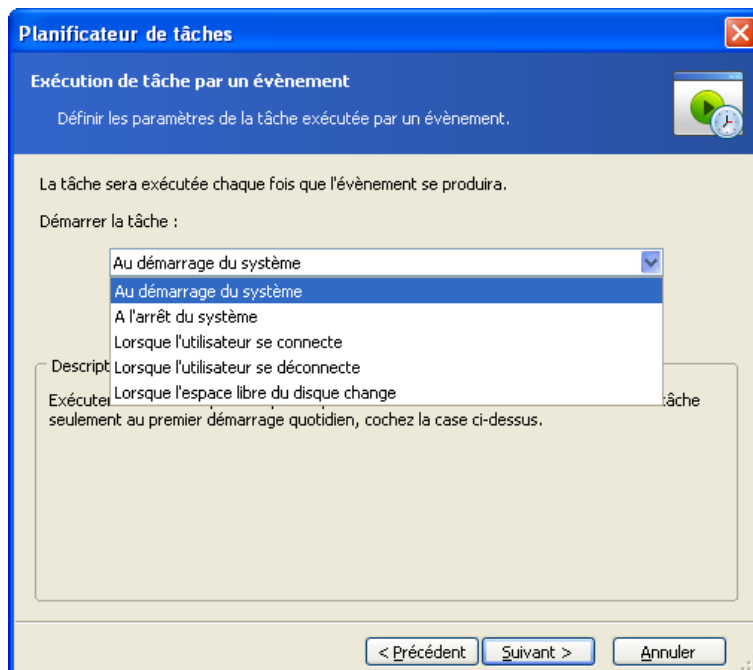 Planificateur de tâches
Exécution de tâche par un évènement
Définir les paramètres de la tâche exécutée par un évènement.
La tâche sera exécutée chaque fois que l'évènement se produira.
Démarrer la tâche :
Au démarrage du système
Au démarrage du système
A l'arrêt du système
Lorsque l'utilisateur se connecte
Lorsque l'utilisateur se déconnecte
Lorsque l'espace libre du disque change
seulement au premier démarrage quotidien, cochez la case ci-dessus.
< Précédent
Suivant >
Annuler